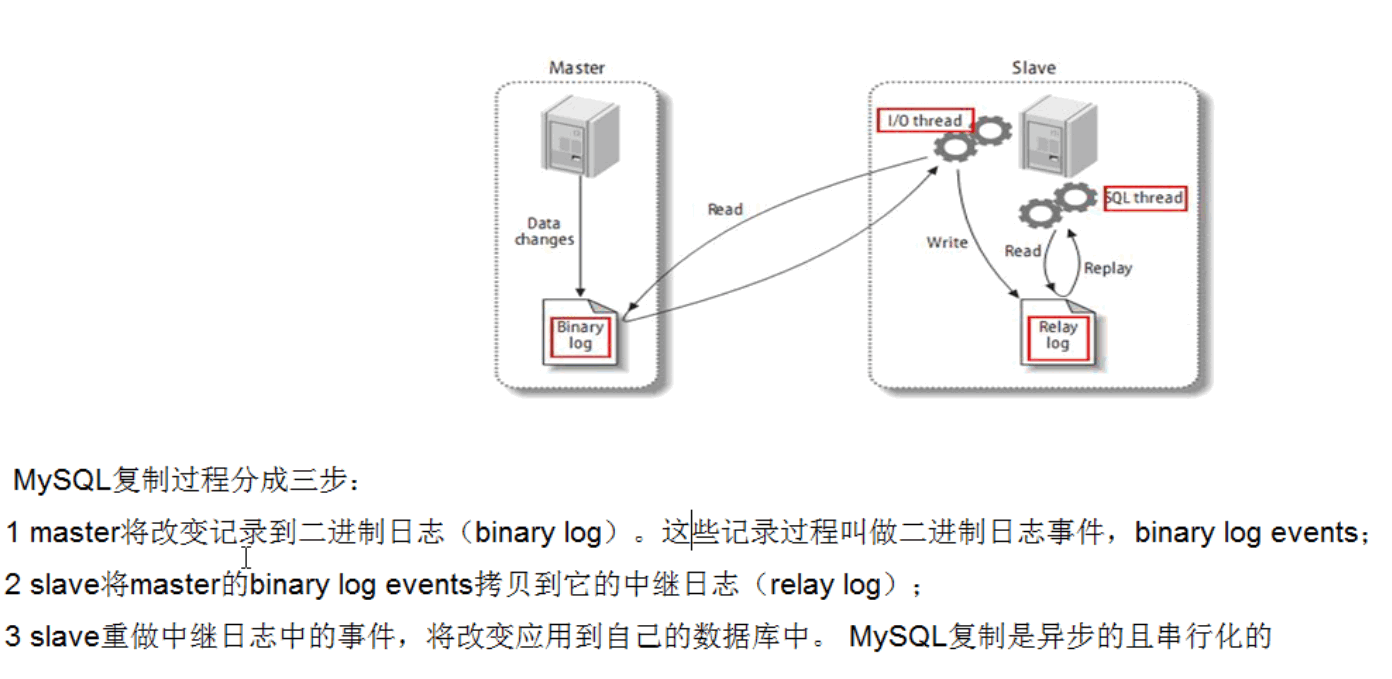 Master
Slave
I/O thread
SQL thread
Read
Data
changes
Write
Read
Replay
Binary
log
Relay
log
MySQL复制过程分成三步：
1 master将改变记录到二进制日志（binary log）。这些记录过程叫做二进制日志事件，binary log events；
2 slave将master的binary log events拷贝到它的中继日志（relay log）；
3 slave重做中继日志中的事件，将改变应用到自己的数据库中。 MySQL复制是异步的且串行化的